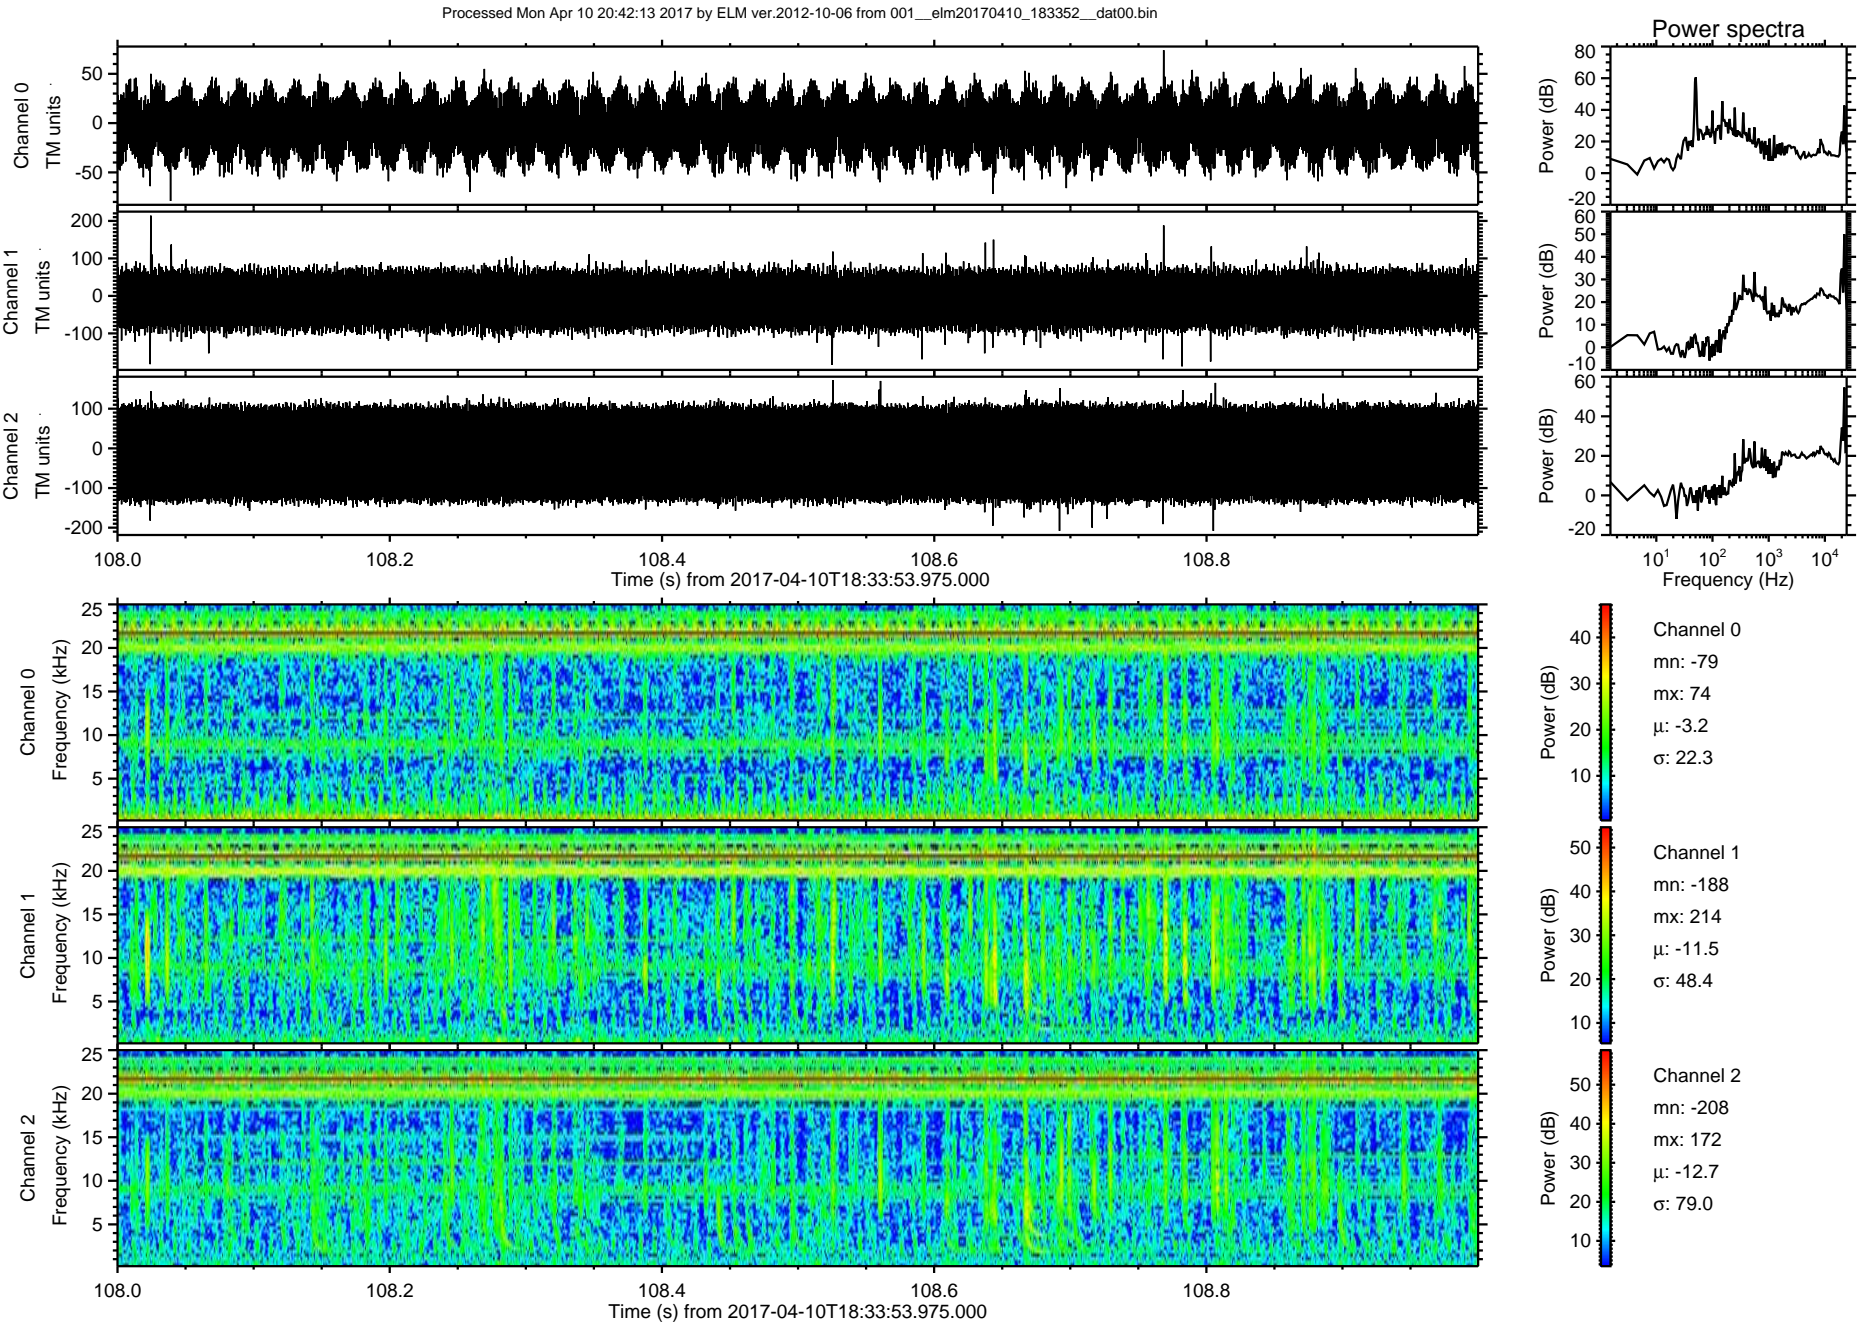 Processed Mon Apr 10 20:42:13 2017 by ELM ver.2012-10-06 from 001__elm20170410_183352__dat00.bin
Power spectra
Channel 0
TM units
50
0
-50
Power (dB)
80
60
40
20
0
-20
Channel 1
TM units
200
100
0
-100
Power (dB)
60
50
40
30
20
10
0
-10
Channel 2
TM units
100
0
-100
-200
Power (dB)
60
40
20
0
-20
108.0 108.2 108.4 108.6 108.8
Time (s) from 2017-04-10T18:33:53.975.000
10^1 10^2 10^3 10^4
Frequency (Hz)
Channel 0
Frequency (kHz)
25
20
15
10
5
Power (dB)
40
30
20
10
Channel 0
mn: -79
mx: 74
μ: -3.2
σ: 22.3
Channel 1
Frequency (kHz)
25
20
15
10
5
Power (dB)
50
40
30
20
10
Channel 1
mn: -188
mx: 214
μ: -11.5
σ: 48.4
Channel 2
Frequency (kHz)
25
20
15
10
5
Power (dB)
50
40
30
20
10
Channel 2
mn: -208
mx: 172
μ: -12.7
σ: 79.0
108.0 108.2 108.4 108.6 108.8
Time (s) from 2017-04-10T18:33:53.975.000